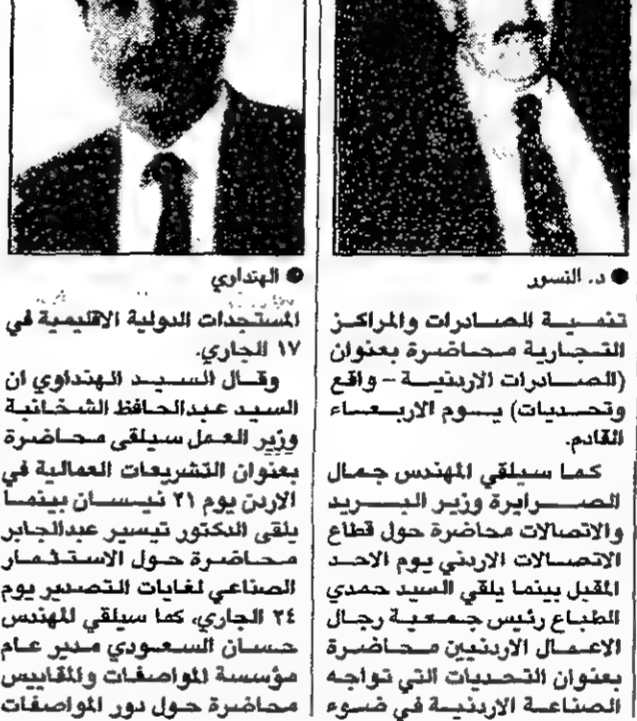 ● د. النسور
تنمية الصادرات والمراكز
التجارية محاضرة بعنوان
(الصادرات الاردنية – واقع
وتحديات) يوم الاربعاء
القادم.
كما سيلقي المهندس جمال
الصرايرة وزير البريد
والاتصالات محاضرة حول قطاع
الاتصالات الاردني يوم الاحد
المقبل بينما يلقي السيد حمدي
الطباع رئيس جمعية رجال
الاعمال الاردنيين محاضرة
بعنوان التحديات التي تواجه
الصناعة الاردنية في ضوء
● الهنداوي
المستجدات الدولية الاقليمية في
١٧ الجاري.
وقال السيد الهنداوي ان
السيد عبدالحافظ الشخانبة
وزير العمل سيلقي محاضرة
بعنوان التشريعات العمالية في
الاردن يوم ٢١ نيسان بينما
يلقى الدكتور تيسير عبدالجابر
محاضرة حول الاستثمار
الصناعي لغايات التصدير يوم
٢٤ الجاري، كما سيلقي المهندس
حسان السعودي مدير عام
مؤسسة المواصفات والمقاييس
محاضرة حول دور المواصفات